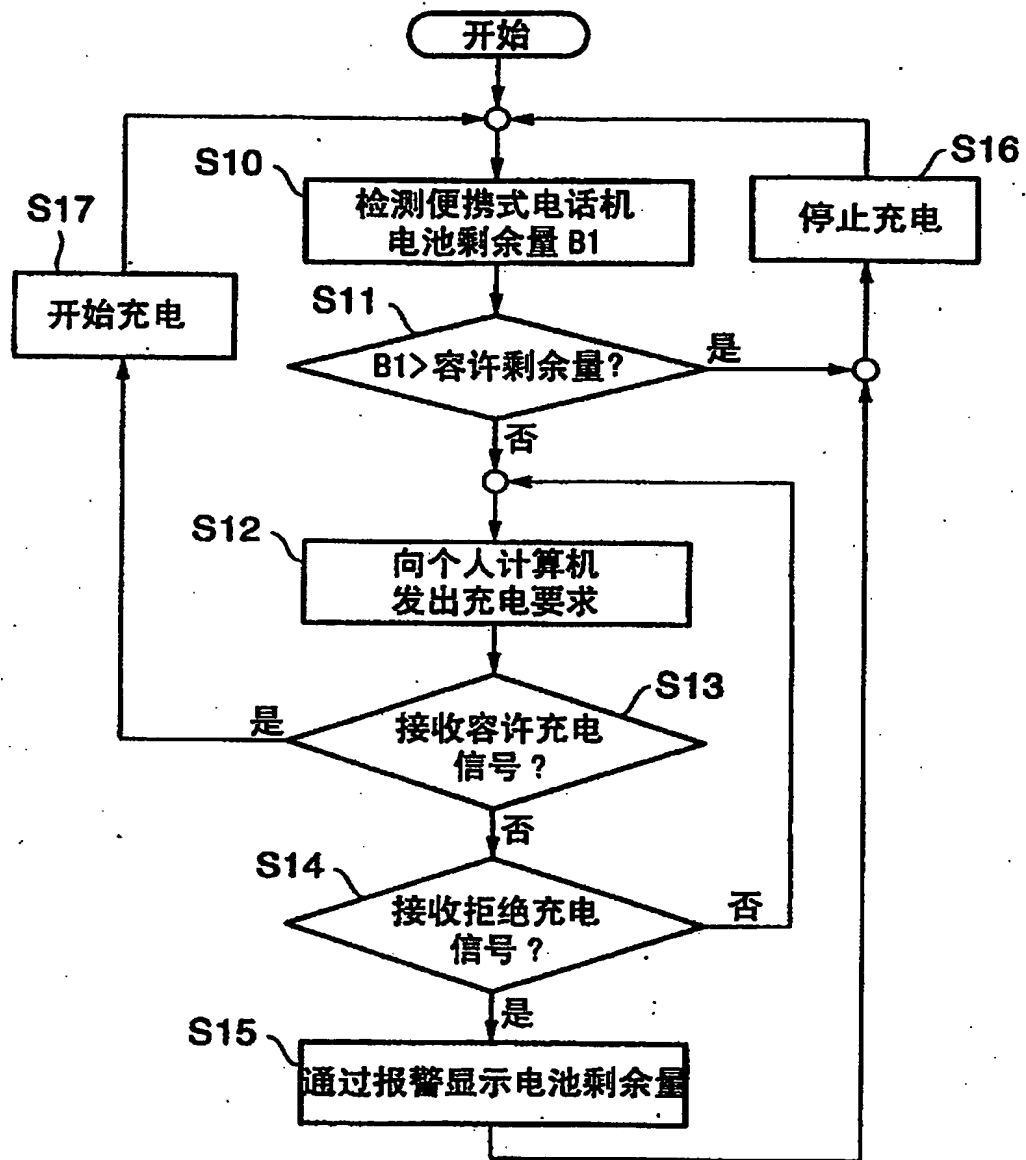 开始
S10
检测便携式电话机
电池剩余量 B1
S16
停止充电
S17
开始充电
S11
B1>容许剩余量?
是
否
S12
向个人计算机
发出充电要求
S13
接收容许充电
信号?
是
否
S14
接收拒绝充电
信号?
否
是
S15
通过报警显示电池剩余量